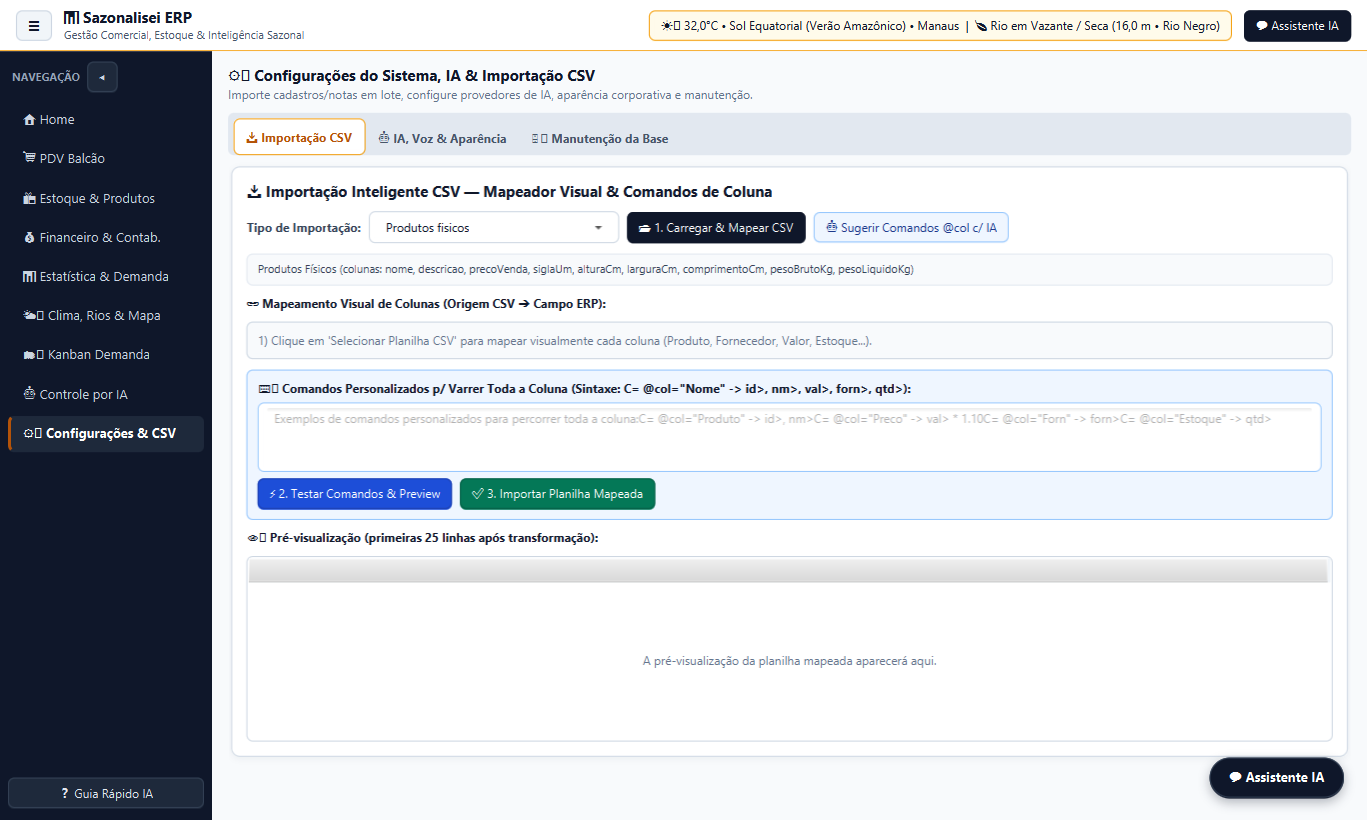 Sazonalisei ERP
Gestão Comercial, Estoque & Inteligência Sazonal
32,0°C • Sol Equatorial (Verão Amazônico) • Manaus | Rio em Vazante / Seca (16,0 m • Rio Negro)
Assistente IA
NAVEGAÇÃO
Home
PDV Balcão
Estoque & Produtos
Financeiro & Contab.
Estatística & Demanda
Clima, Rios & Mapa
Kanban Demanda
Controle por IA
Configurações & CSV
? Guia Rápido IA
Configurações do Sistema, IA & Importação CSV
Importe cadastros/notas em lote, configure provedores de IA, aparência corporativa e manutenção.
Importação CSV
IA, Voz & Aparência
Manutenção da Base
Importação Inteligente CSV — Mapeador Visual & Comandos de Coluna
Tipo de Importação:
Produtos físicos
1. Carregar & Mapear CSV
Sugerir Comandos @col c/ IA
Produtos Físicos (colunas: nome, descricao, precoVenda, siglaUm, alturaCm, larguraCm, comprimentoCm, pesoBrutoKg, pesoLiquidoKg)
Mapeamento Visual de Colunas (Origem CSV ➔ Campo ERP):
1) Clique em 'Selecionar Planilha CSV' para mapear visualmente cada coluna (Produto, Fornecedor, Valor, Estoque...).
Comandos Personalizados p/ Varrer Toda a Coluna (Sintaxe: C= @col="Nome" -> id>, nm>, val>, forn>, qtd>):
Exemplos de comandos personalizados para percorrer toda a coluna:C= @col="Produto" -> id>, nm>C= @col="Preco" -> val> * 1.10C= @col="Forn" -> forn>C= @col="Estoque" -> qtd>
⚡ 2. Testar Comandos & Preview
✅ 3. Importar Planilha Mapeada
Pré-visualização (primeiras 25 linhas após transformação):
A pré-visualização da planilha mapeada aparecerá aqui.
Assistente IA